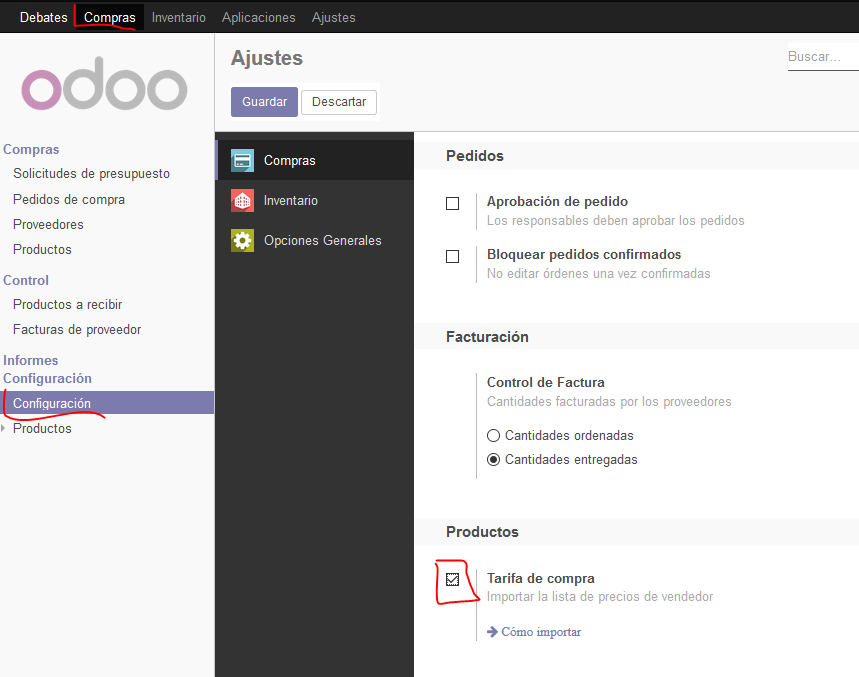 Debates Compras Inventario Aplicaciones Ajustes
odoo
Compras
Solicitudes de presupuesto
Pedidos de compra
Proveedores
Productos
Control
Productos a recibir
Facturas de proveedor
Informes
Configuración
Configuración
Productos
Ajustes
Buscar...
Guardar Descartar
Compras
Inventario
Opciones Generales
Pedidos
Aprobación de pedido
Los responsables deben aprobar los pedidos
Bloquear pedidos confirmados
No editar órdenes una vez confirmadas
Facturación
Control de Factura
Cantidades facturadas por los proveedores
Cantidades ordenadas
Cantidades entregadas
Productos
Tarifa de compra
Importar la lista de precios de vendedor
Cómo importar